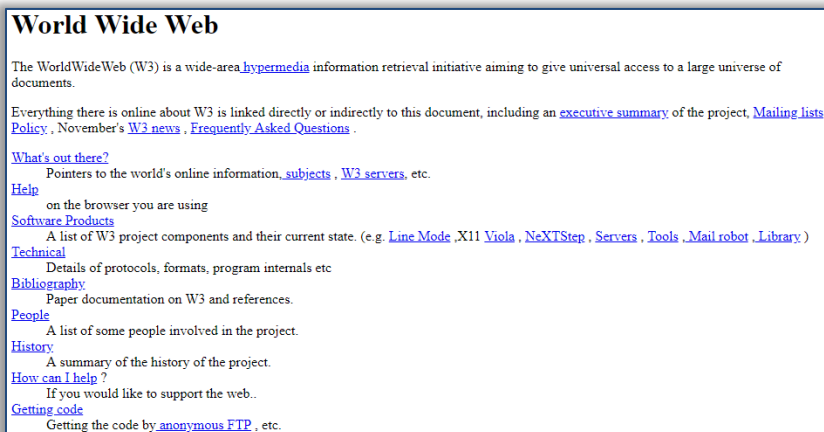 World Wide Web
The WorldWideWeb (W3) is a wide-area hypermedia information retrieval initiative aiming to give universal access to a large universe of
documents.
Everything there is online about W3 is linked directly or indirectly to this document, including an executive summary of the project, Mailing lists
Policy , November's W3 news , Frequently Asked Questions .
What's out there?
Pointers to the world's online information, subjects , W3 servers, etc.
Help
on the browser you are using
Software Products
A list of W3 project components and their current state. (e.g. Line Mode ,X11 Viola , NeXTStep , Servers , Tools , Mail robot , Library )
Technical
Details of protocols, formats, program internals etc
Bibliography
Paper documentation on W3 and references.
People
A list of some people involved in the project.
History
A summary of the history of the project.
How can I help ?
If you would like to support the web..
Getting code
Getting the code by anonymous FTP , etc.